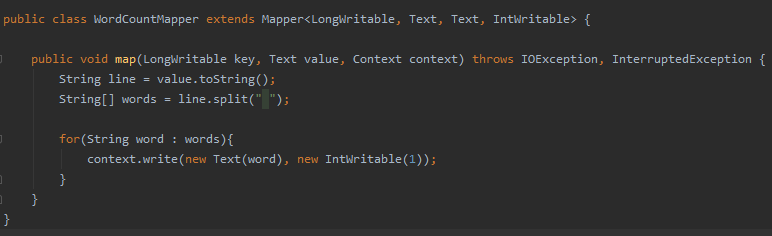 public class WordCountMapper extends Mapper<LongWritable, Text, Text, IntWritable> {
public void map(LongWritable key, Text value, Context context) throws IOException, InterruptedException {
String line = value.toString();
String[] words = line.split(" ");
for(String word : words){
context.write(new Text(word), new IntWritable(1));
}
}
}